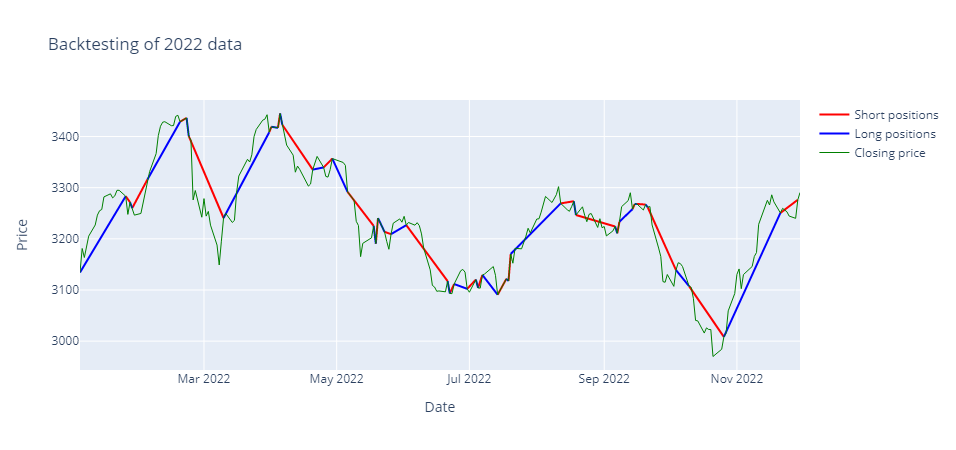 Backtesting of 2022 data
Short positions
Long positions
Closing price
3400
3300
3200
3100
3000
Price
Mar 2022
May 2022
Jul 2022
Sep 2022
Nov 2022
Date